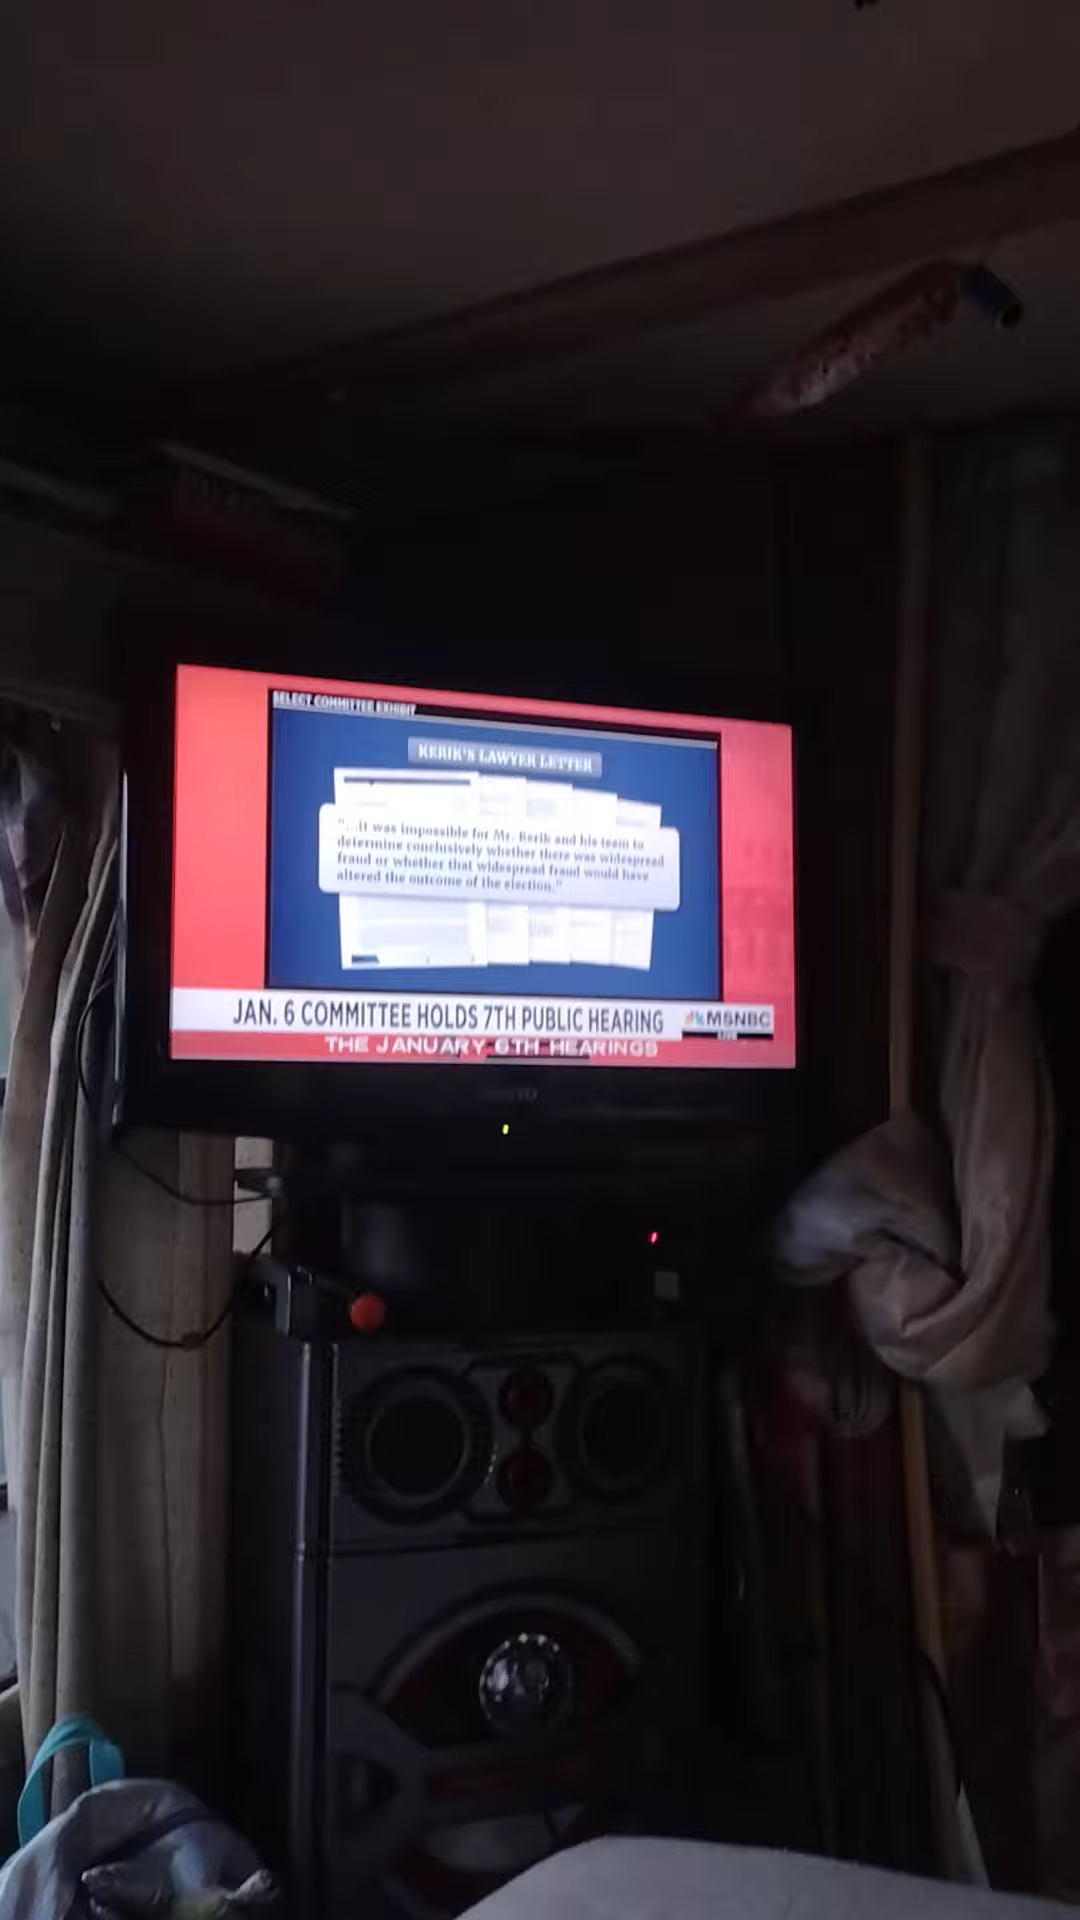 SELECT COMMITTEE EXHIBIT
KERIK'S LAWYER LETTER
"...it was impossible for Mr. Kerik and his team to
determine conclusively whether there was widespread
fraud or whether that widespread fraud would have
altered the outcome of the election."
JAN. 6 COMMITTEE HOLDS 7TH PUBLIC HEARING
MSNBC
LIVE
THE JANUARY 6TH HEARINGS